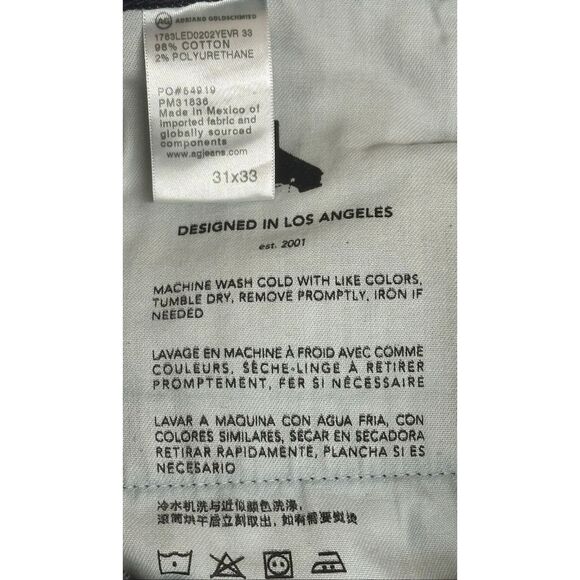 AG ADRIANO GOLDSCHMIED
1783LED0202YEVR 33
98% COTTON
2% POLYURETHANE
PO#64919
PM31836
Made in Mexico of
imported fabric and
globally sourced
components
www.agjeans.com
31x33
DESIGNED IN LOS ANGELES
est. 2001
MACHINE WASH COLD WITH LIKE COLORS,
TUMBLE DRY, REMOVE PROMPTLY, IRON IF
NEEDED
LAVAGE EN MACHINE À FROID AVEC COMME
COULEURS, SÈCHE-LINGE À RETIRER
PROMPTEMENT, FER SI NÉCESSAIRE
LAVAR A MAQUINA CON AGUA FRIA, CON
COLORES SIMILARES, SECAR EN SECADORA
RETIRAR RAPIDAMENTE, PLANCHA SI ES
NECESARIO
冷水机洗与近似颜色洗涤,
滚筒烘干后立刻取出, 如有需要熨烫